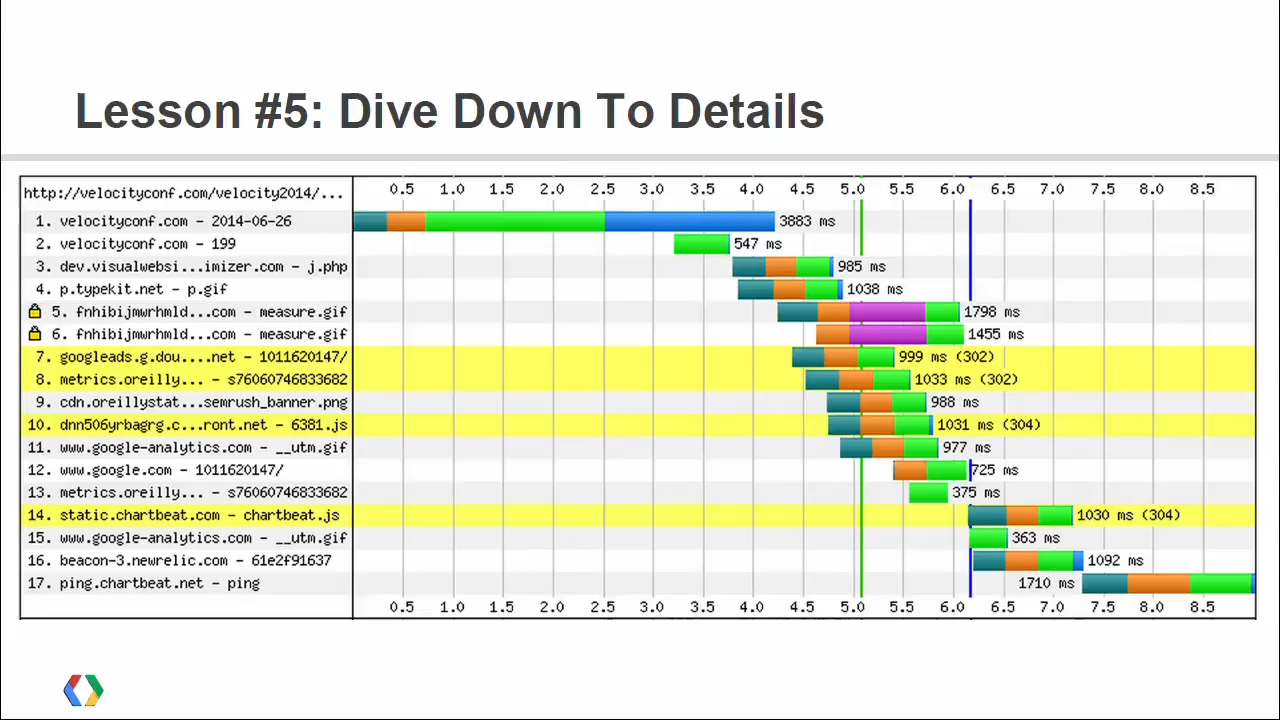 Lesson #5: Dive Down To Details
http://velocityconf.com/velocity2014/... 0.5 1.0 1.5 2.0 2.5 3.0 3.5 4.0 4.5 5.0 5.5 6.0 6.5 7.0 7.5 8.0 8.5
1. velocityconf.com - 2014-06-26 3883 ms
2. velocityconf.com - 199 547 ms
3. dev.visualwebsi...imizer.com - j.php 985 ms
4. p.typekit.net - p.gif 1038 ms
5. fnhibijmwrhmld...com - measure.gif 1798 ms
6. fnhibijmwrhmld...com - measure.gif 1455 ms
7. googleads.g.dou....net - 1011620147/ 999 ms (302)
8. metrics.oreilly... - s76060746833682 1033 ms (302)
9. cdn.oreillystat...semrush_banner.png 988 ms
10. dnn506yrbagrg.c...ront.net - 6381.js 1031 ms (304)
11. www.google-analytics.com - __utm.gif 977 ms
12. www.google.com - 1011620147/ 725 ms
13. metrics.oreilly... - s76060746833682 375 ms
14. static.chartbeat.com - chartbeat.js 1030 ms (304)
15. www.google-analytics.com - __utm.gif 363 ms
16. beacon-3.newrelic.com - 61e2f91637 1092 ms
17. ping.chartbeat.net - ping 1710 ms
0.5 1.0 1.5 2.0 2.5 3.0 3.5 4.0 4.5 5.0 5.5 6.0 6.5 7.0 7.5 8.0 8.5